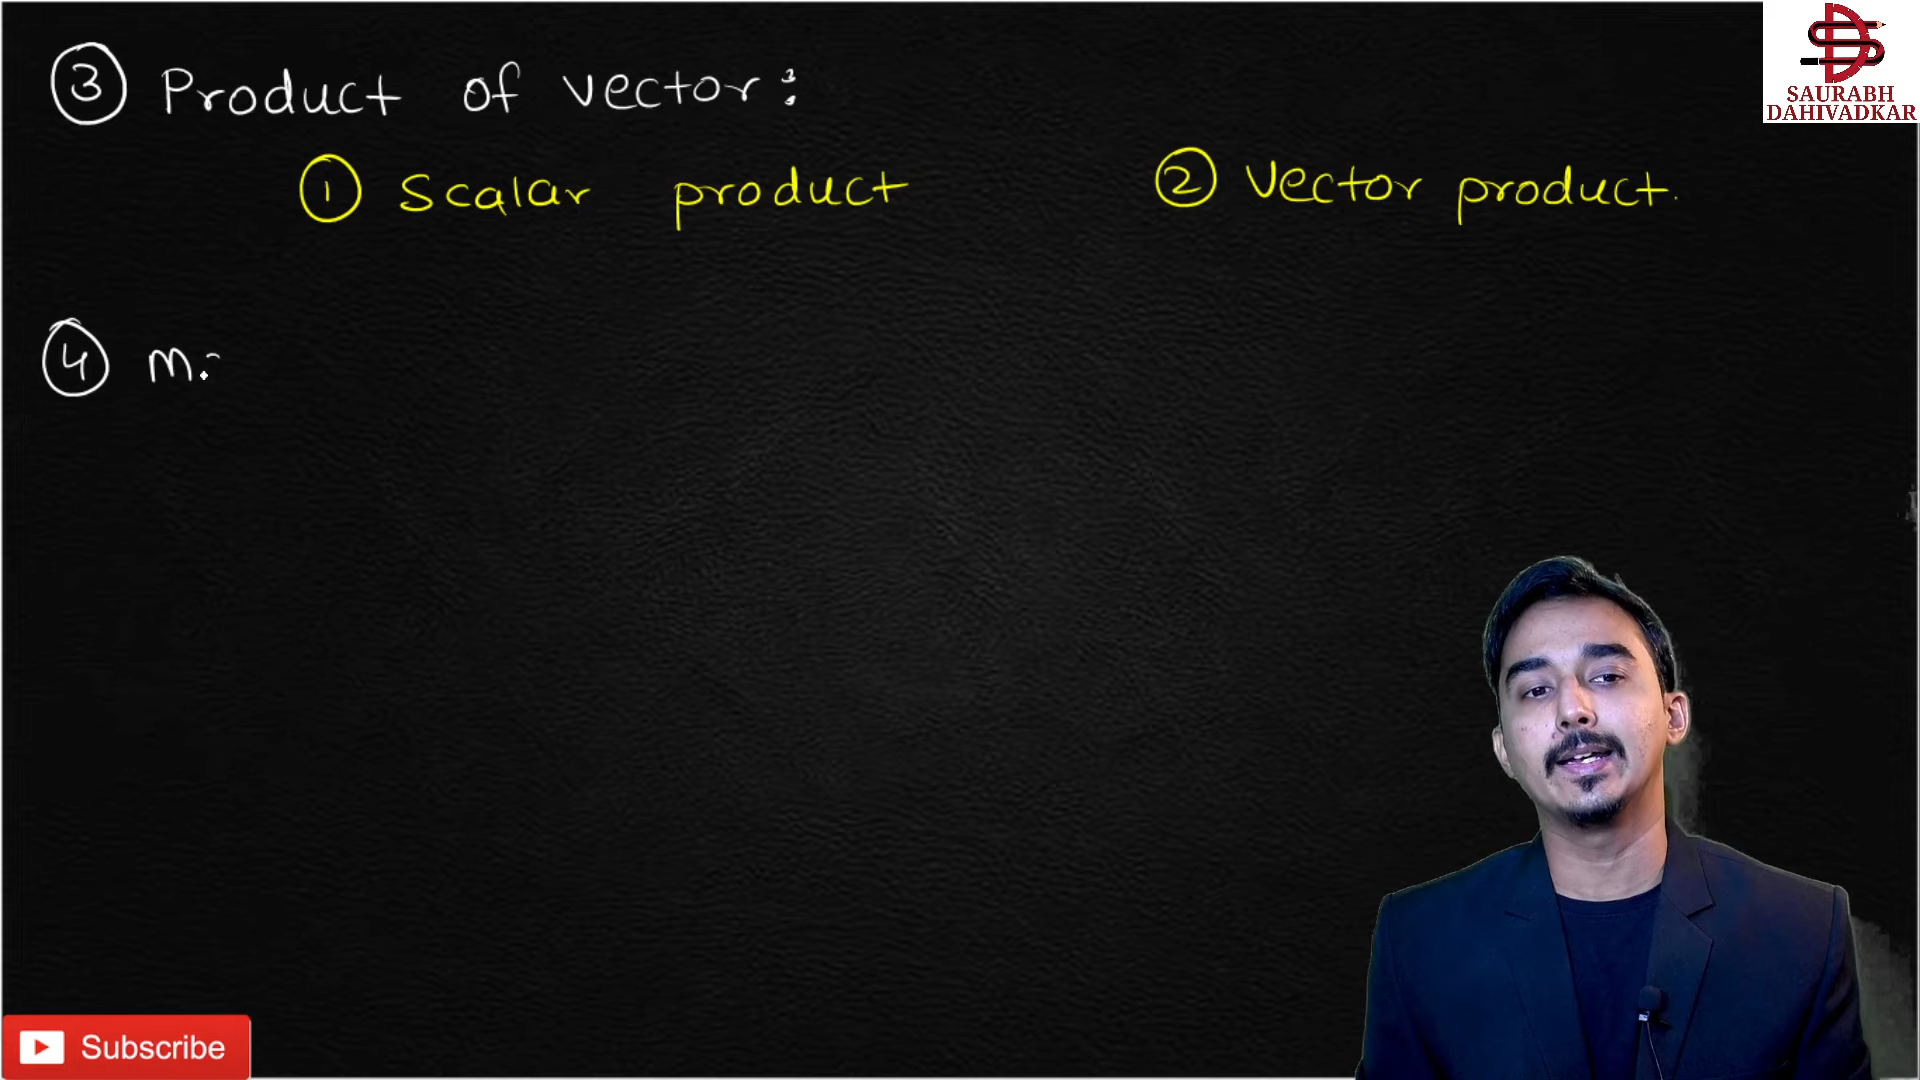 ③ Product of vector:
① Scalar product ② Vector product.
④ m
SAURABH
DAHIVADKAR
Subscribe